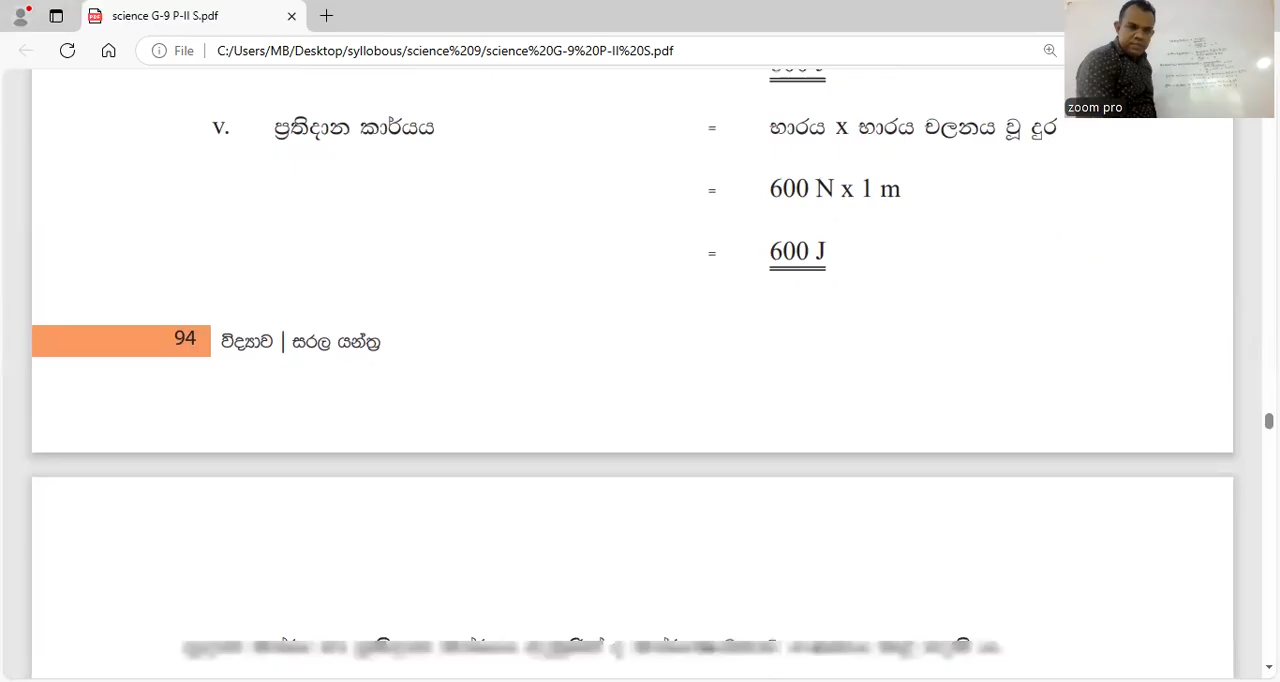 science G-9 P-II S.pdf
File
C:/Users/MB/Desktop/syllobous/science%209/science%20G-9%20P-II%20S.pdf
zoom pro
v. ප්‍රතිදාන කාර්යය = භාරය x භාරය චලනය වූ දුර
= 600 N x 1 m
= 600 J
94 විද්‍යාව | සරල යන්ත්‍ර